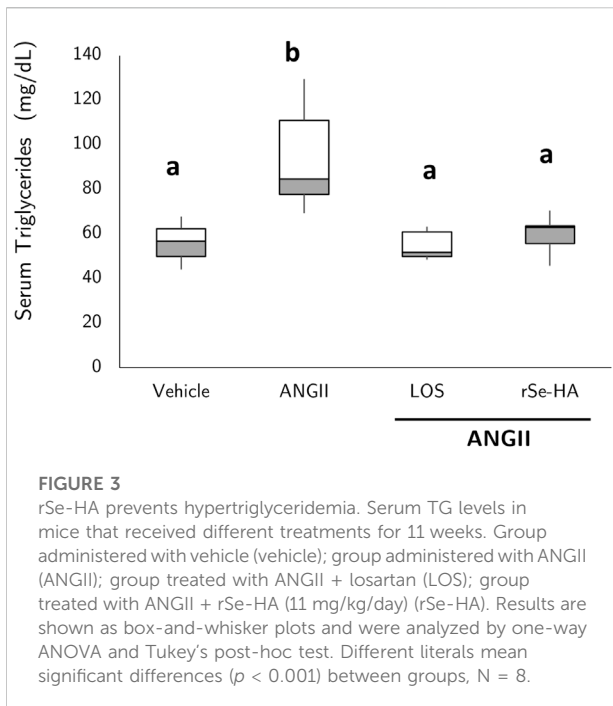 Serum Triglycerides (mg/dL)
140
120
100
80
60
40
20
0
a
b
a
a
Vehicle ANGII LOS rSe-HA
ANGII
FIGURE 3
rSe-HA prevents hypertriglyceridemia. Serum TG levels in
mice that received different treatments for 11 weeks. Group
administered with vehicle (vehicle); group administered with ANGII
(ANGII); group treated with ANGII + losartan (LOS); group
treated with ANGII + rSe-HA (11 mg/kg/day) (rSe-HA). Results are
shown as box-and-whisker plots and were analyzed by one-way
ANOVA and Tukey's post-hoc test. Different literals mean
significant differences (p < 0.001) between groups, N = 8.